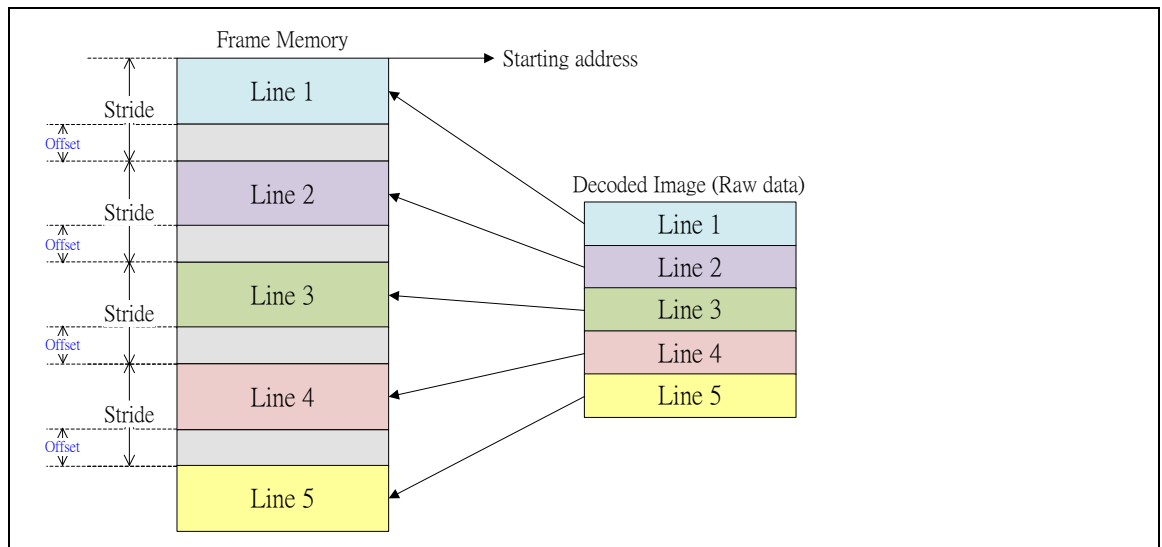 Frame Memory
Starting address
Line 1
Stride
Offset
Line 2
Stride
Offset
Line 3
Stride
Offset
Line 4
Stride
Offset
Line 5
Decoded Image (Raw data)
Line 1
Line 2
Line 3
Line 4
Line 5